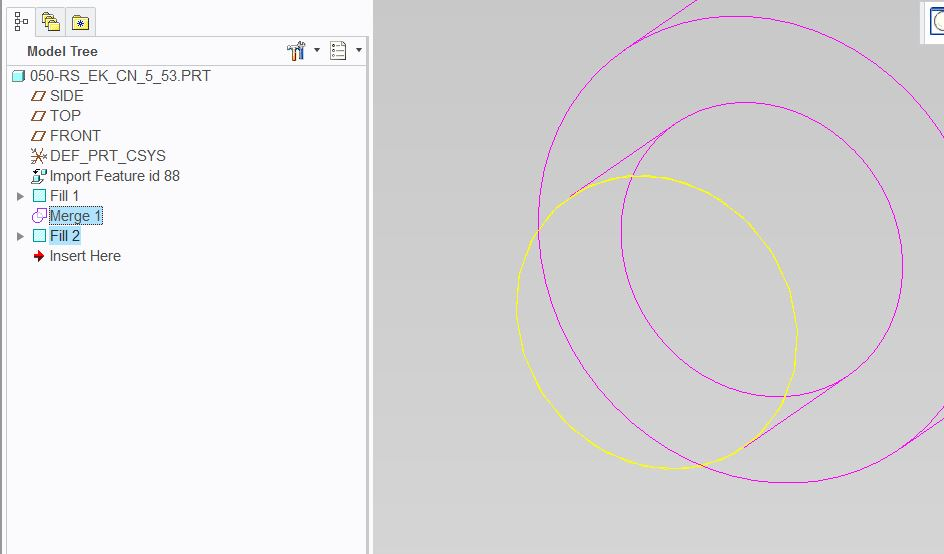 Model Tree
050-RS_EK_CN_5_53.PRT
SIDE
TOP
FRONT
DEF_PRT_CSYS
Import Feature id 88
Fill 1
Merge 1
Fill 2
Insert Here